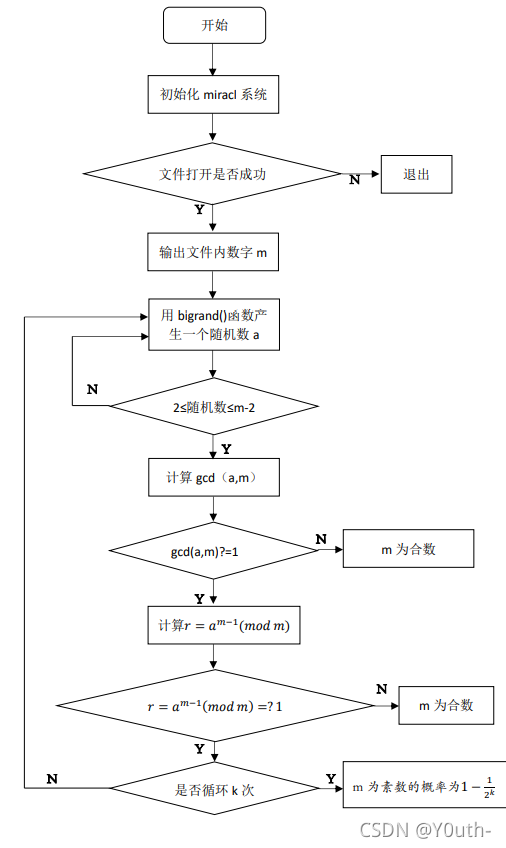 开始
初始化 miracl 系统
文件打开是否成功
N
退出
Y
输出文件内数字 m
用 bigrand()函数产
生一个随机数 a
N
2≤随机数≤m-2
Y
计算 gcd（a,m）
gcd(a,m)?=1
N
m 为合数
Y
计算r = a^{m−1}(mod m)
r = a^{m−1}(mod m) =? 1
N
m 为合数
Y
N
是否循环 k 次
Y
m 为素数的概率为1 − \frac{1}{2^k}
CSDN @Y0uth-